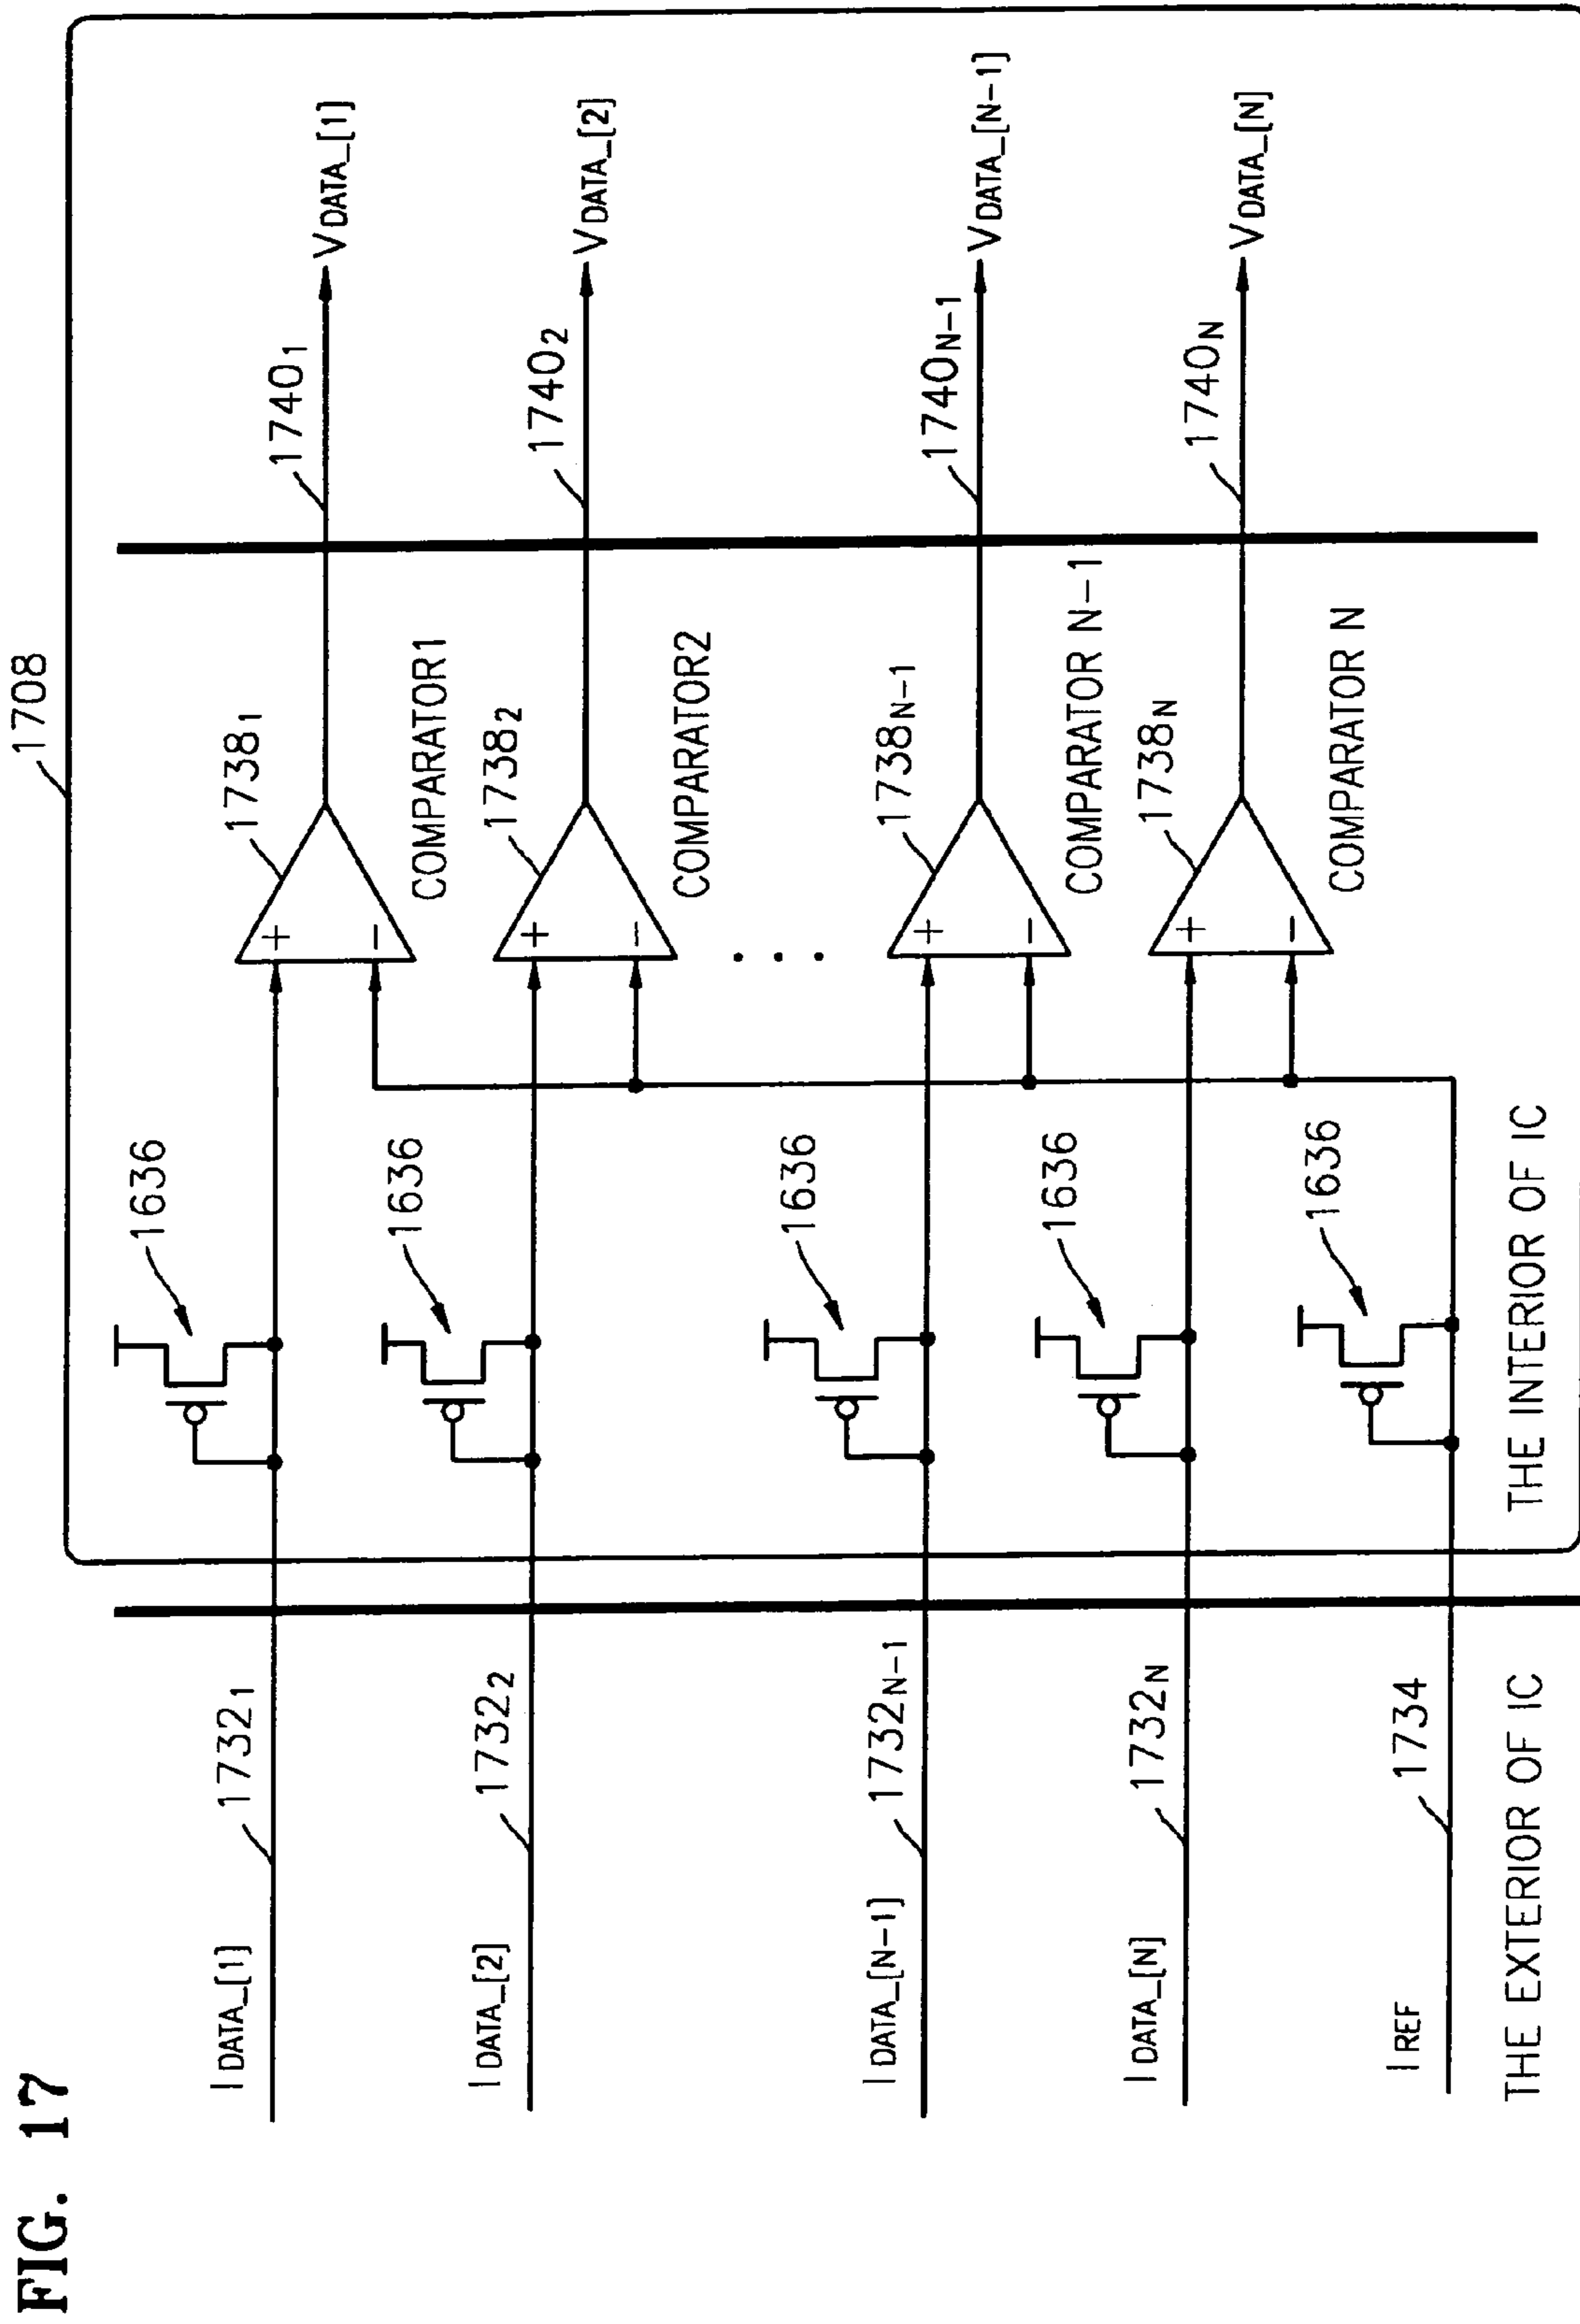 FIG. 17
1708
IDATA_[1]
1732₁
1636
1738₁
+
−
COMPARATOR1
1740₁
VDATA_[1]
IDATA_[2]
1732₂
1636
1738₂
+
−
COMPARATOR2
1740₂
VDATA_[2]
. . .
IDATA_[N-1]
1732N-1
1636
1738N-1
+
−
COMPARATOR N-1
1740N-1
VDATA_[N-1]
IDATA_[N]
1732N
1636
1738N
+
−
COMPARATOR N
1740N
VDATA_[N]
IREF
1734
1636
THE EXTERIOR OF IC
THE INTERIOR OF IC